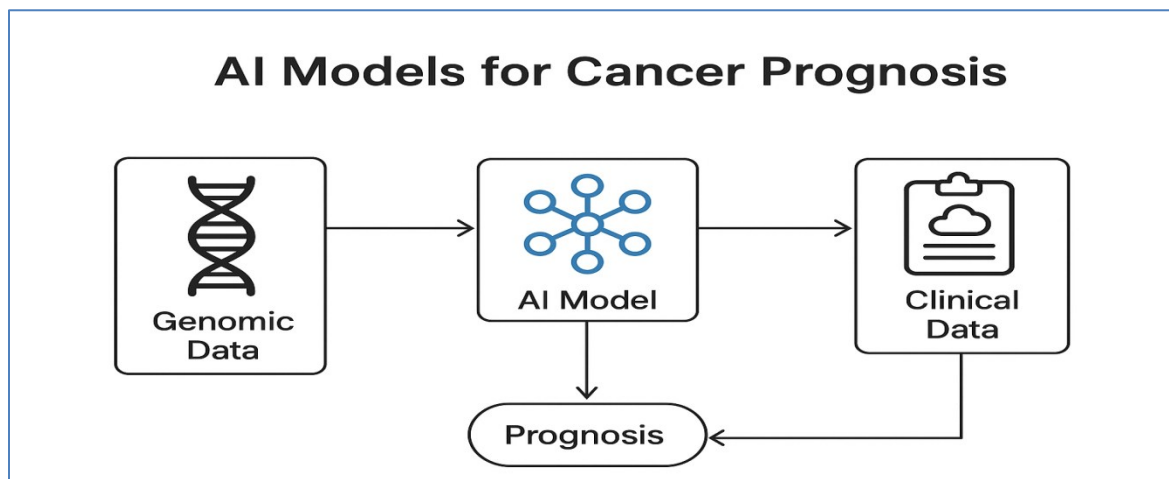 AI Models for Cancer Prognosis
Genomic
Data
AI Model
Clinical
Data
Prognosis